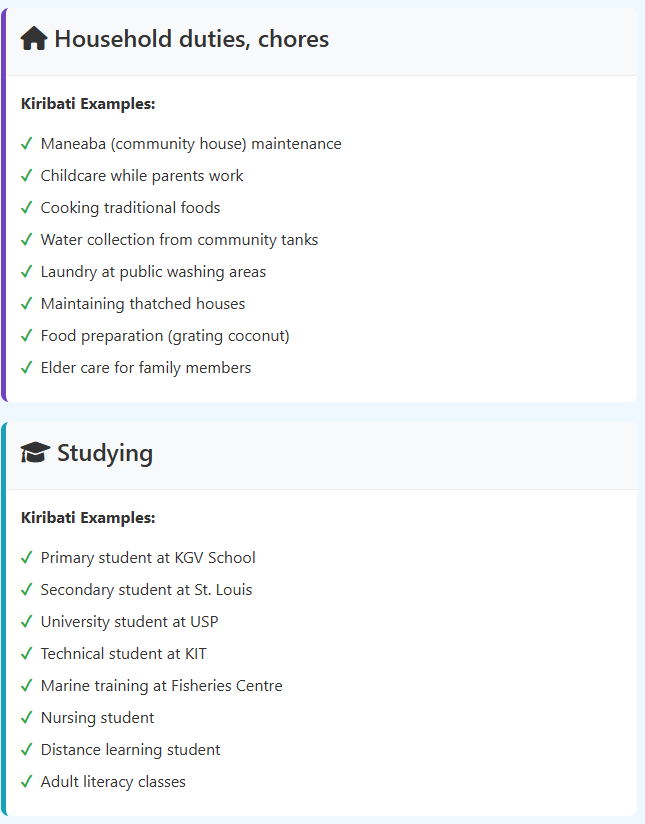 Household duties, chores
Kiribati Examples:
✓ Maneaba (community house) maintenance
✓ Childcare while parents work
✓ Cooking traditional foods
✓ Water collection from community tanks
✓ Laundry at public washing areas
✓ Maintaining thatched houses
✓ Food preparation (grating coconut)
✓ Elder care for family members
Studying
Kiribati Examples:
✓ Primary student at KGV School
✓ Secondary student at St. Louis
✓ University student at USP
✓ Technical student at KIT
✓ Marine training at Fisheries Centre
✓ Nursing student
✓ Distance learning student
✓ Adult literacy classes